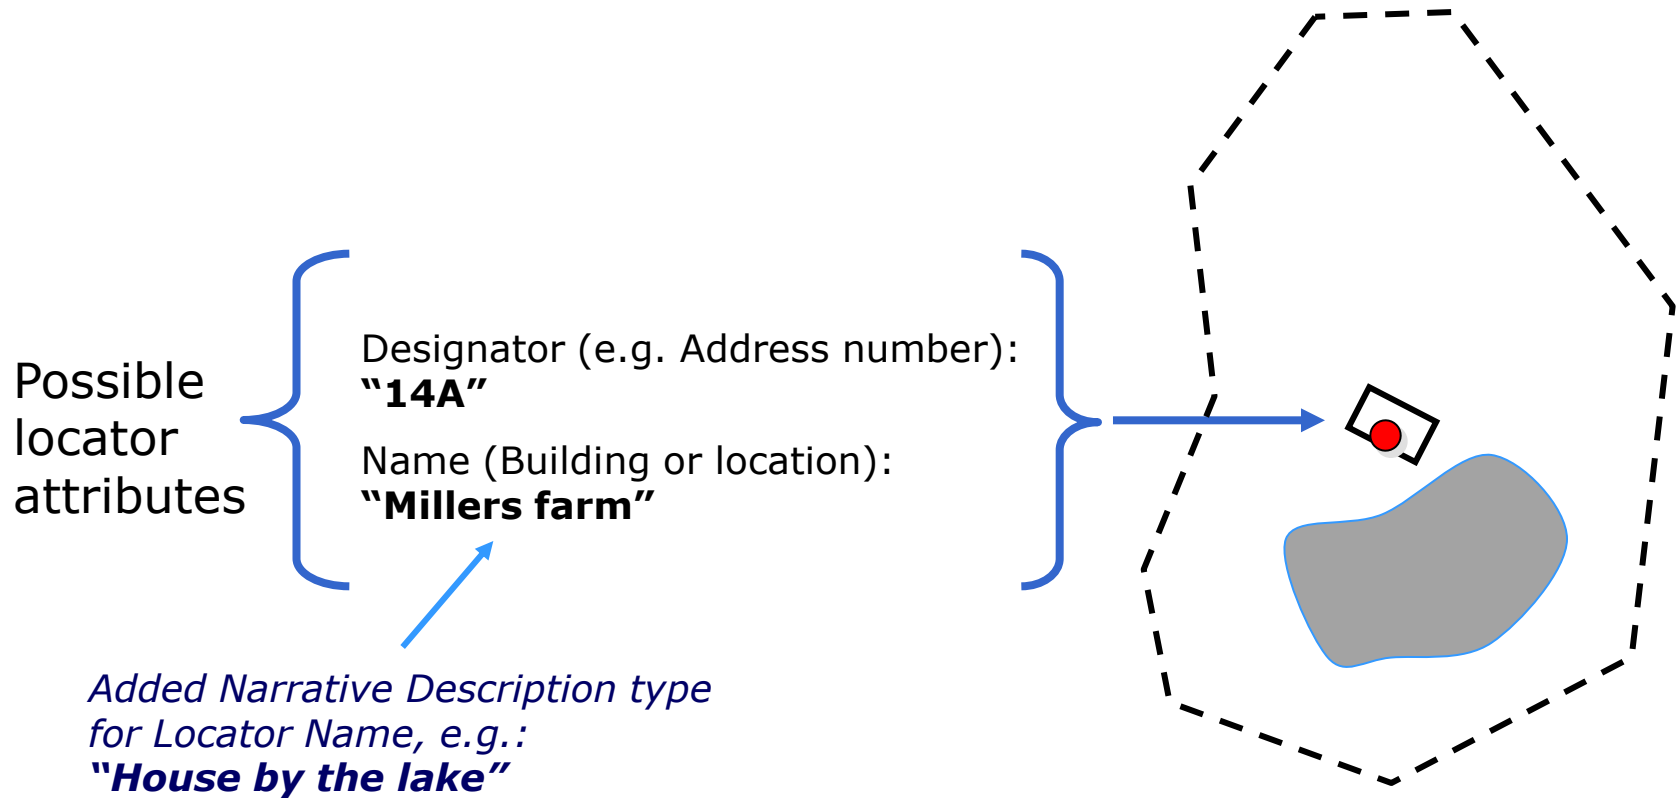 Possible
locator
attributes
Designator (e.g. Address number):
“14A”
Name (Building or location):
“Millers farm”
Added Narrative Description type
for Locator Name, e.g.:
“House by the lake”